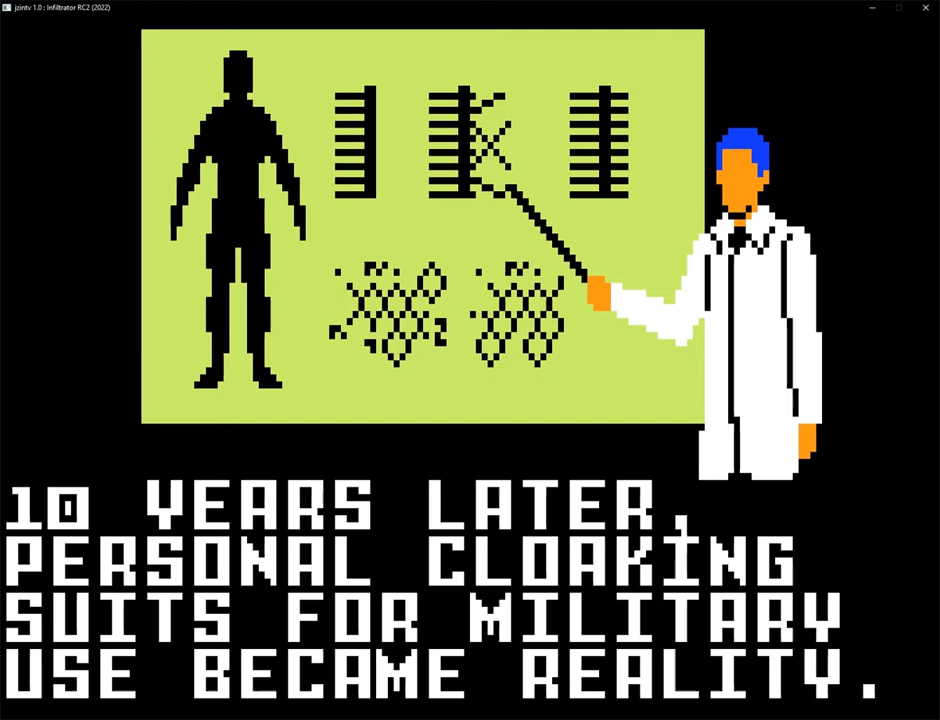 jzintv 1.0 : Infiltrator RC2 (2022)
10 YEARS LATER,
PERSONAL CLOAKING
SUITS FOR MILITARY
USE BECAME REALITY.